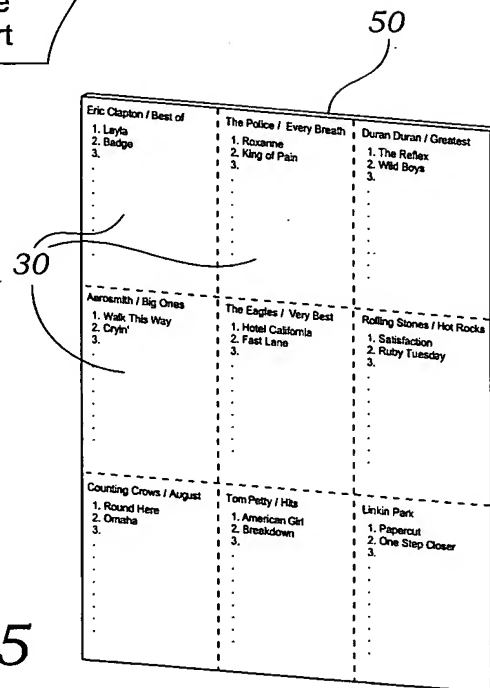 50
Eric Clapton / Best of
1. Layla
2. Badge
3.
The Police / Every Breath
1. Roxanne
2. King of Pain
3.
Duran Duran / Greatest
1. The Reflex
2. Wild Boys
3.
30
Aerosmith / Big Ones
1. Walk This Way
2. Cryin'
3.
The Eagles / Very Best
1. Hotel California
2. Fast Lane
3.
Rolling Stones / Hot Rocks
1. Satisfaction
2. Ruby Tuesday
3.
Counting Crows / August
1. Round Here
2. Omaha
3.
Tom Petty / Hits
1. American Girl
2. Breakdown
3.
Linkin Park
1. Papercut
2. One Step Closer
3.
5